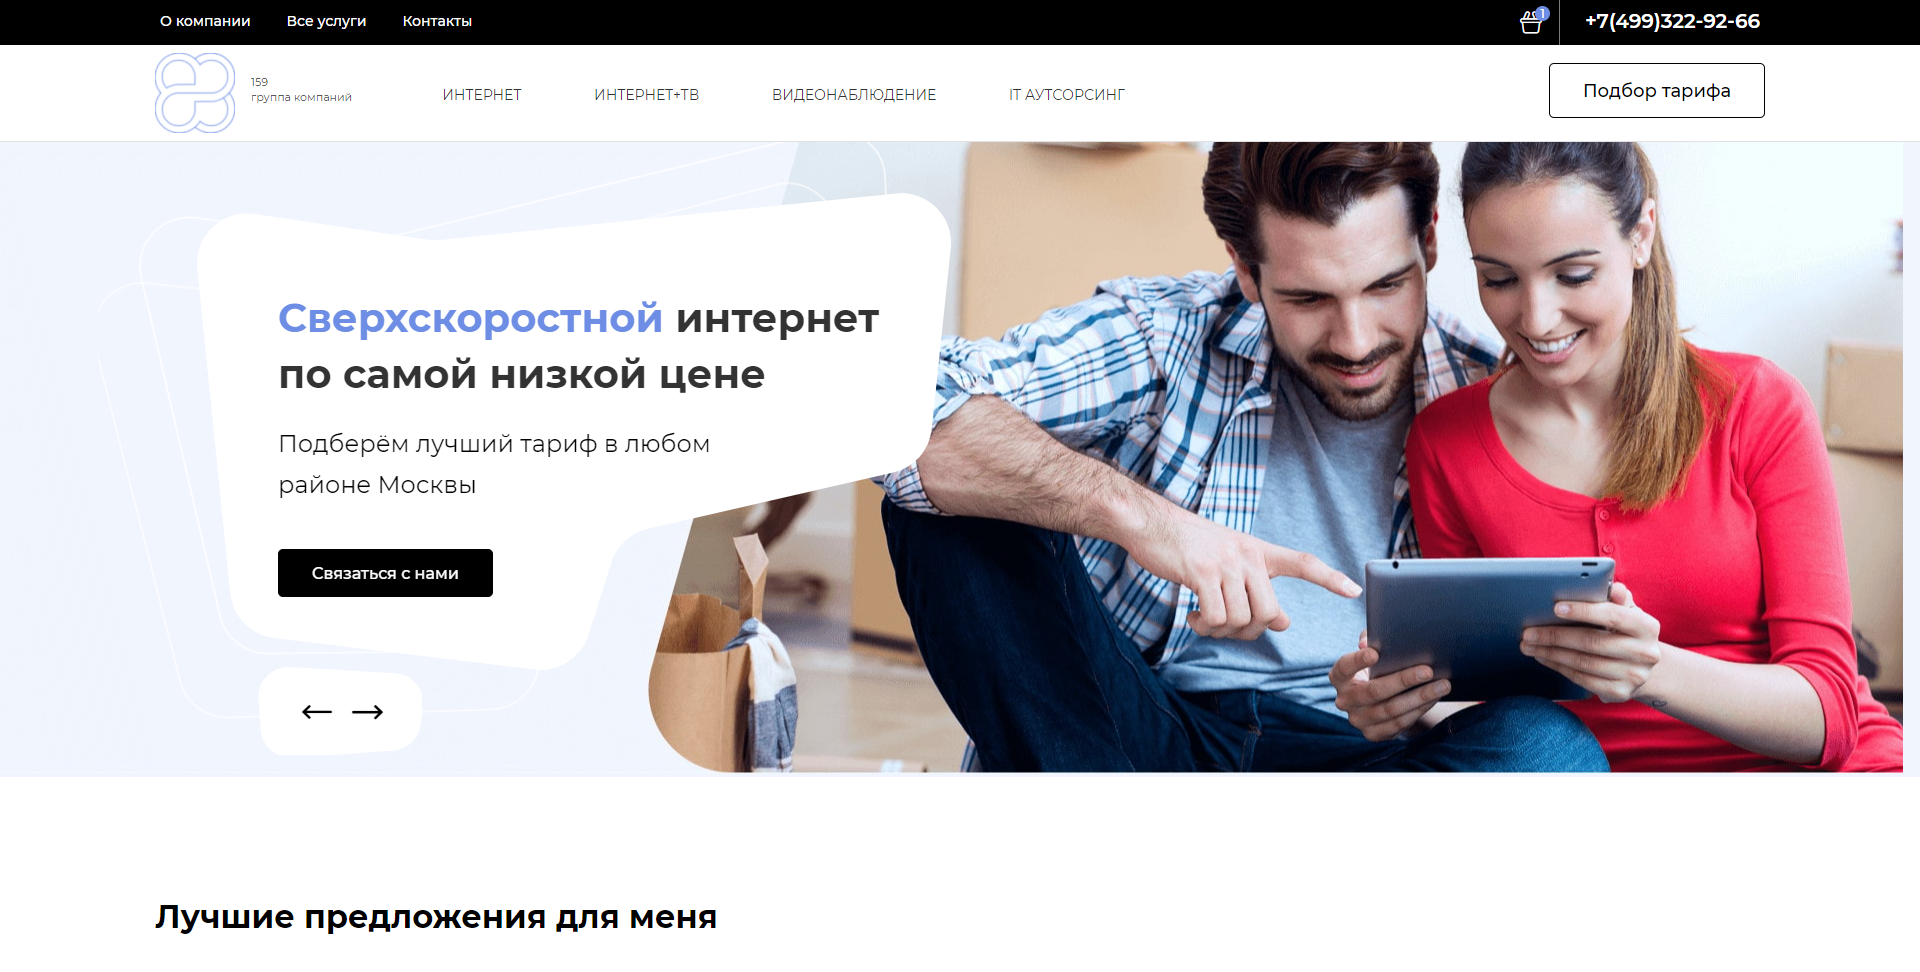 О компании Все услуги Контакты 1 +7(499)322-92-66
159
группа компаний
ИНТЕРНЕТ ИНТЕРНЕТ+ТВ ВИДЕОНАБЛЮДЕНИЕ IT АУТСОРСИНГ Подбор тарифа
Сверхскоростной интернет
по самой низкой цене
Подберём лучший тариф в любом
районе Москвы
Связаться с нами
Лучшие предложения для меня